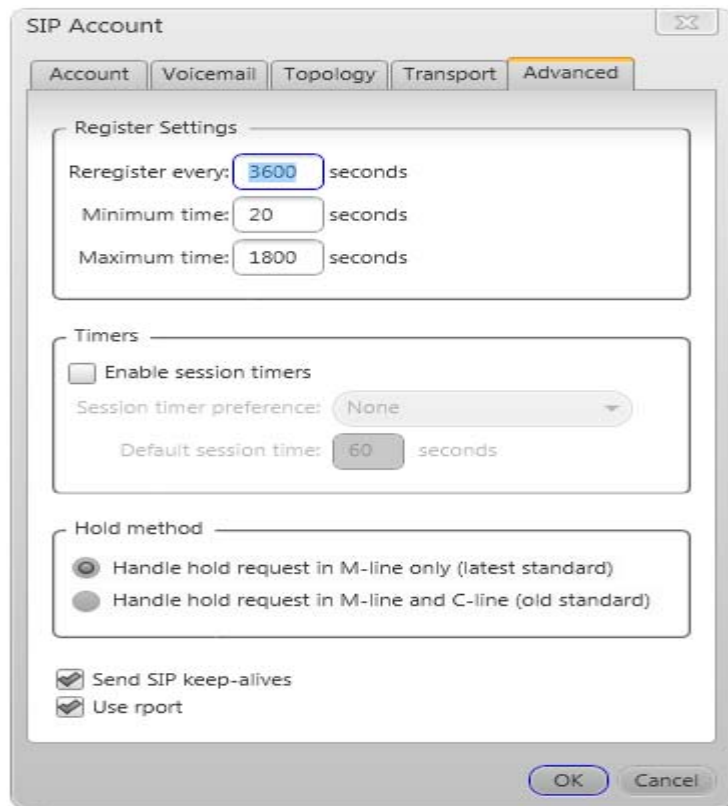 SIP Account
Account Voicemail Topology Transport Advanced
Register Settings
Reregister every: 3600 seconds
Minimum time: 20 seconds
Maximum time: 1800 seconds
Timers
Enable session timers
Session timer preference: None
Default session time: 60 seconds
Hold method
Handle hold request in M-line only (latest standard)
Handle hold request in M-line and C-line (old standard)
Send SIP keep-alives
Use rport
OK Cancel